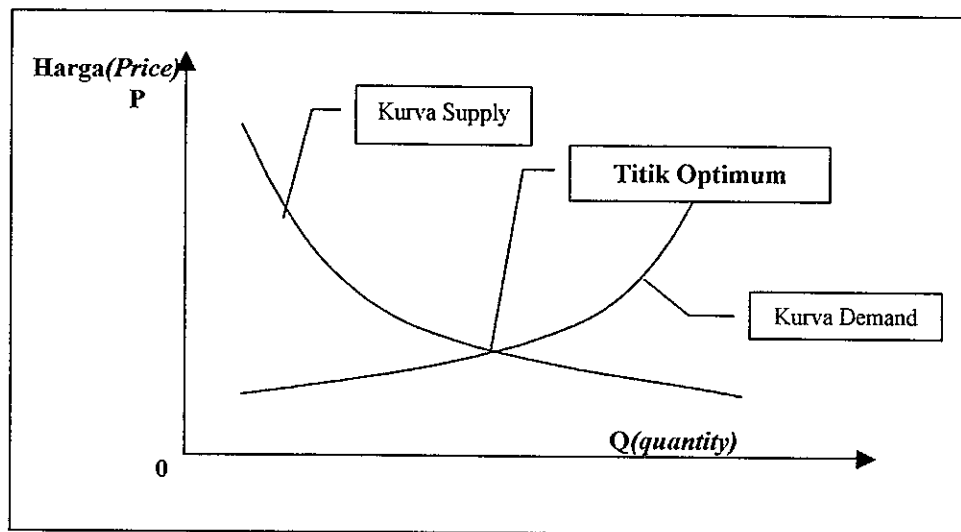 Harga(Price)
P
Kurva Supply
Titik Optimum
Kurva Demand
Q(quantity)
0